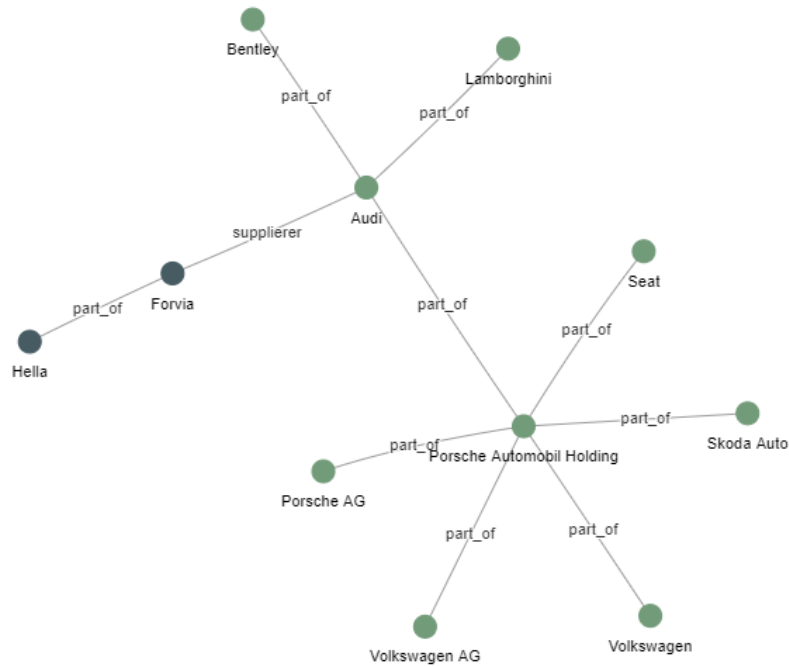 Bentley
Lamborghini
part_of
part_of
Audi
supplierer
Seat
Forvia
part_of
part_of
part_of
Hella
Skoda Auto
part_of
part_of
Porsche Automobil Holding
Porsche AG
part_of
part_of
Volkswagen AG
Volkswagen